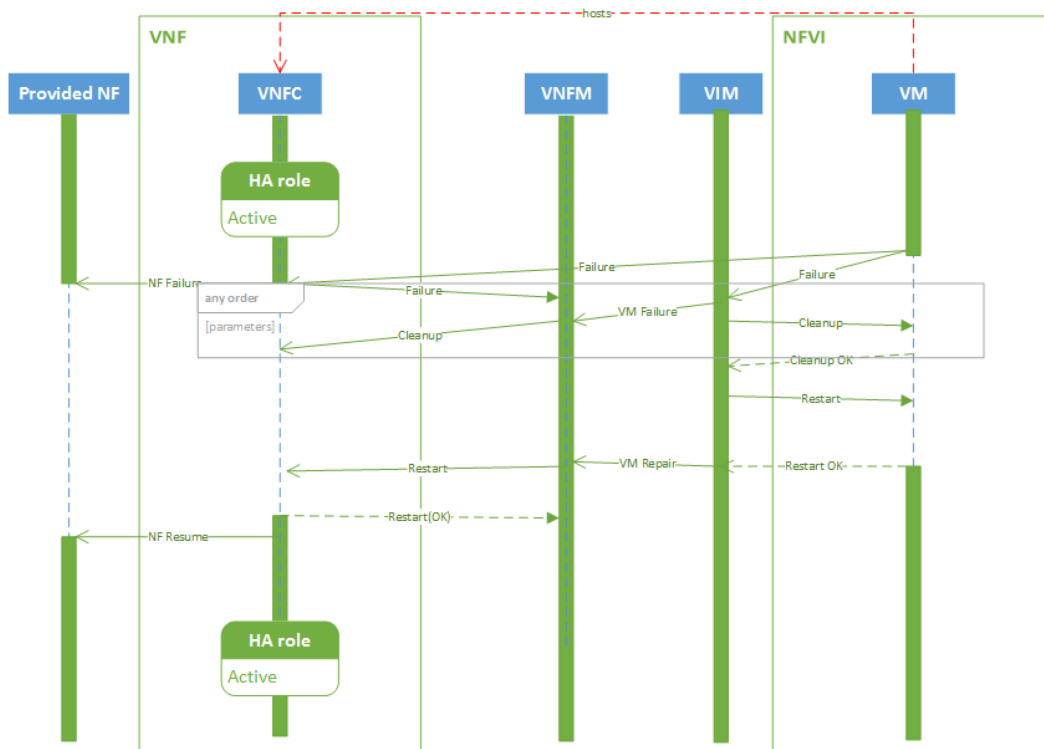 hosts
VNF
NFVI
Provided NF
VNFC
VNFM
VIM
VM
HA role
Active
Failure
Failure
NF Failure
Failure
any order
VM Failure
Cleanup
[parameters]
Cleanup
Cleanup OK
Restart
Restart
VM Repair
Restart OK
Restart(OK)
NF Resume
HA role
Active